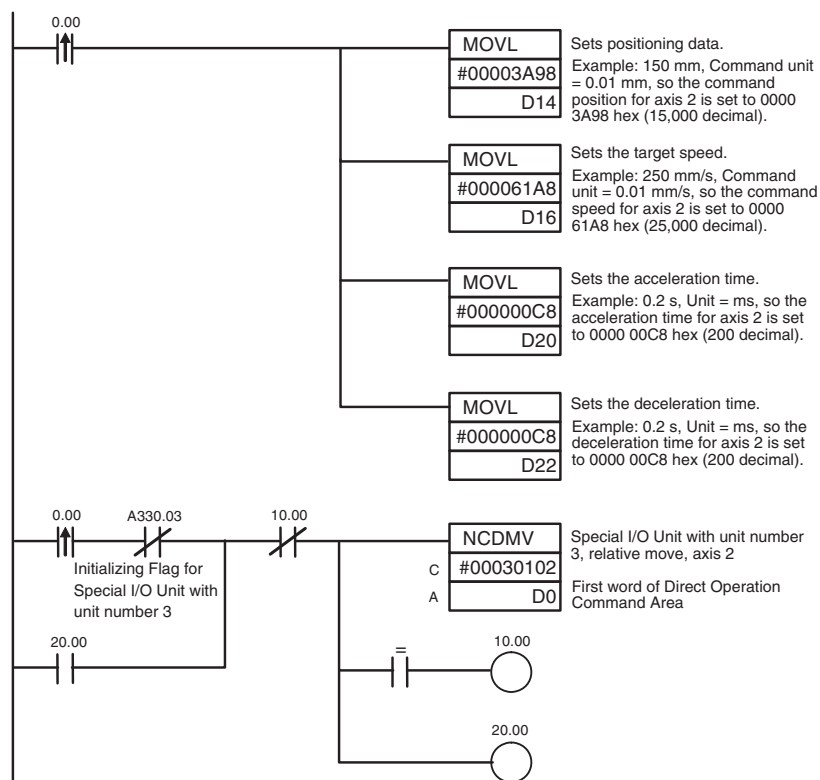 0.00
MOVL
#00003A98
D14
Sets positioning data.
Example: 150 mm, Command unit
= 0.01 mm, so the command
position for axis 2 is set to 0000
3A98 hex (15,000 decimal).
MOVL
#000061A8
D16
Sets the target speed.
Example: 250 mm/s, Command
unit = 0.01 mm/s, so the command
speed for axis 2 is set to 0000
61A8 hex (25,000 decimal).
MOVL
#000000C8
D20
Sets the acceleration time.
Example: 0.2 s, Unit = ms, so the
acceleration time for axis 2 is set
to 0000 00C8 hex (200 decimal).
MOVL
#000000C8
D22
Sets the deceleration time.
Example: 0.2 s, Unit = ms, so the
deceleration time for axis 2 is set
to 0000 00C8 hex (200 decimal).
0.00
A330.03
10.00
Initializing Flag for
Special I/O Unit with
unit number 3
NCDMV
C
#00030102
A
D0
Special I/O Unit with unit number
3, relative move, axis 2
First word of Direct Operation
Command Area
20.00
=
10.00
20.00